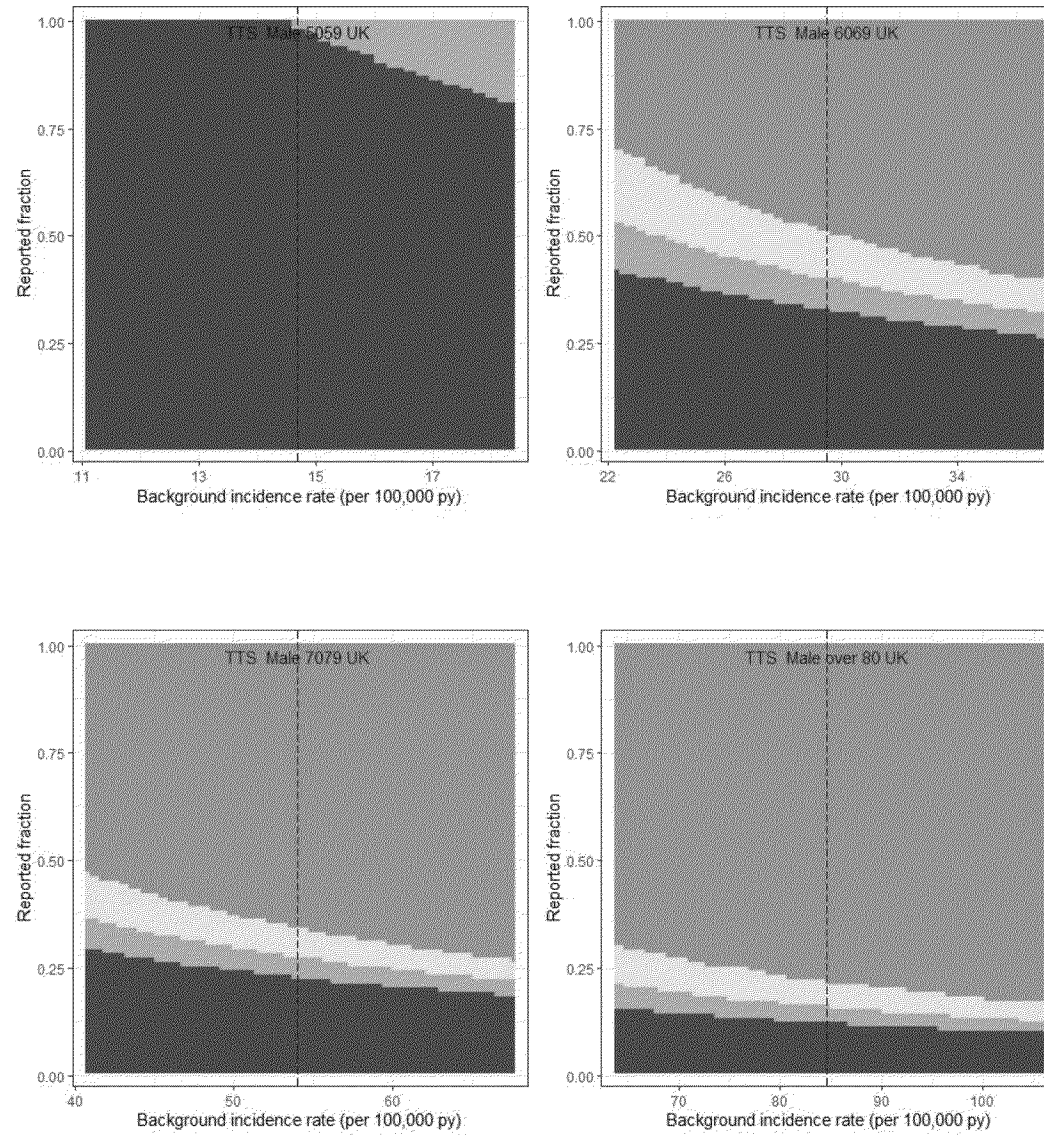 TTS Male 5059 UK
1.00
0.75
0.50
0.25
0.00
Reported fraction
11 13 15 17
Background incidence rate (per 100,000 py)
TTS Male 6069 UK
1.00
0.75
0.50
0.25
0.00
Reported fraction
22 26 30 34
Background incidence rate (per 100,000 py)
TTS Male 7079 UK
1.00
0.75
0.50
0.25
0.00
Reported fraction
40 50 60
Background incidence rate (per 100,000 py)
TTS Male over 80 UK
1.00
0.75
0.50
0.25
0.00
Reported fraction
70 80 90 100
Background incidence rate (per 100,000 py)